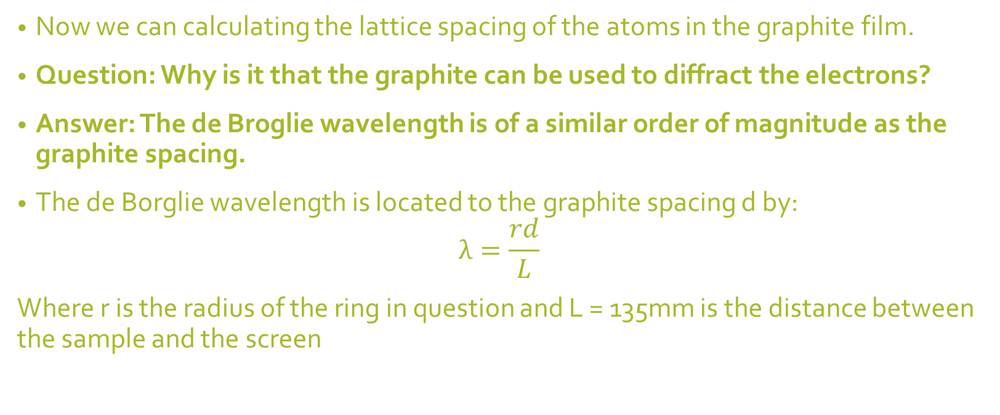 • Now we can calculating the lattice spacing of the atoms in the graphite film.
• Question: Why is it that the graphite can be used to diffract the electrons?
• Answer: The de Broglie wavelength is of a similar order of magnitude as the
graphite spacing.
• The de Borglie wavelength is located to the graphite spacing d by:
λ = rd/L
Where r is the radius of the ring in question and L = 135mm is the distance between
the sample and the screen